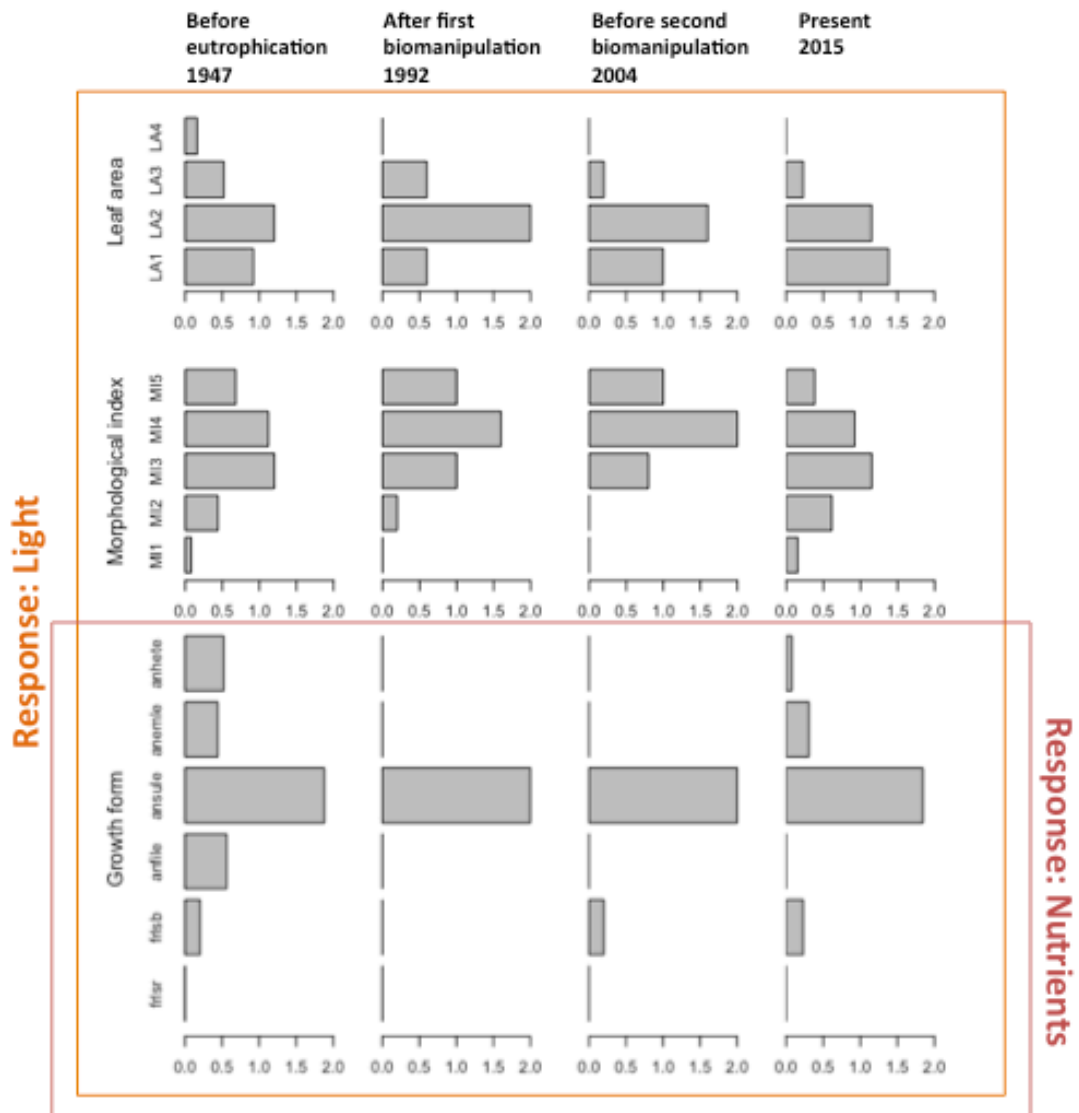 Before
eutrophication
1947
After first
biomanipulation
1992
Before second
biomanipulation
2004
Present
2015
Response: Light
Leaf area
LA4
LA3
LA2
LA1
0.0 0.5 1.0 1.5 2.0
0.0 0.5 1.0 1.5 2.0
0.0 0.5 1.0 1.5 2.0
0.0 0.5 1.0 1.5 2.0
Morphological index
MI5
MI4
MI3
MI2
MI1
0.0 0.5 1.0 1.5 2.0
0.0 0.5 1.0 1.5 2.0
0.0 0.5 1.0 1.5 2.0
0.0 0.5 1.0 1.5 2.0
Growth form
anhete
anemle
ansule
anfile
frisb
frisr
0.0 0.5 1.0 1.5 2.0
0.0 0.5 1.0 1.5 2.0
0.0 0.5 1.0 1.5 2.0
0.0 0.5 1.0 1.5 2.0
Response: Nutrients